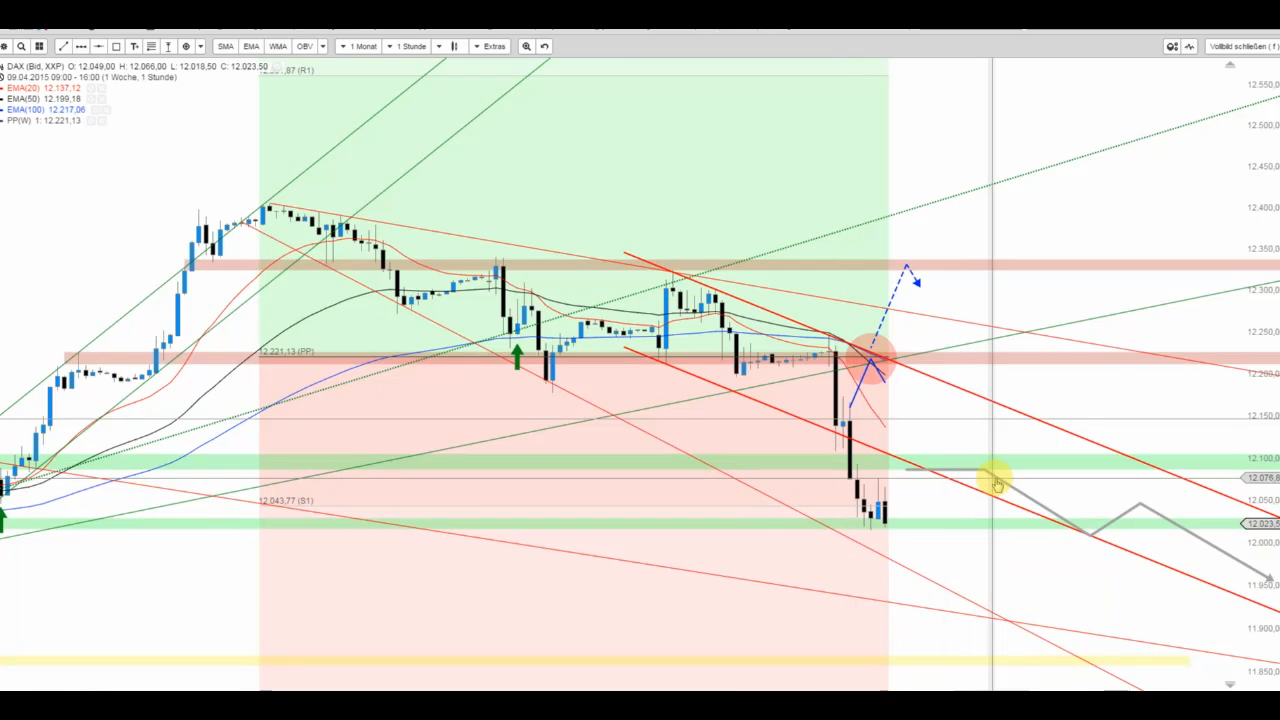 SMA EMA WMA OBV 1 Monat 1 Stunde Extras Vollbild schließen ( f )
DAX (Bid, XXP) O: 12.049,00 H: 12.066,00 L: 12.018,50 C: 12.023,50
09.04.2015 09:00 - 16:00 (1 Woche, 1 Stunde)
EMA(20) 12.137,12
EMA(50) 12.199,18
EMA(100) 12.217,06
PP(W) 1: 12.221,13
(R1)
12.221,13 (PP)
12.043,77 (S1)
12.550,0
12.500,0
12.450,0
12.400,0
12.350,0
12.300,0
12.250,0
12.200,0
12.150,0
12.100,0
12.076,8
12.050,0
12.023,5
12.000,0
11.950,0
11.900,0
11.850,0